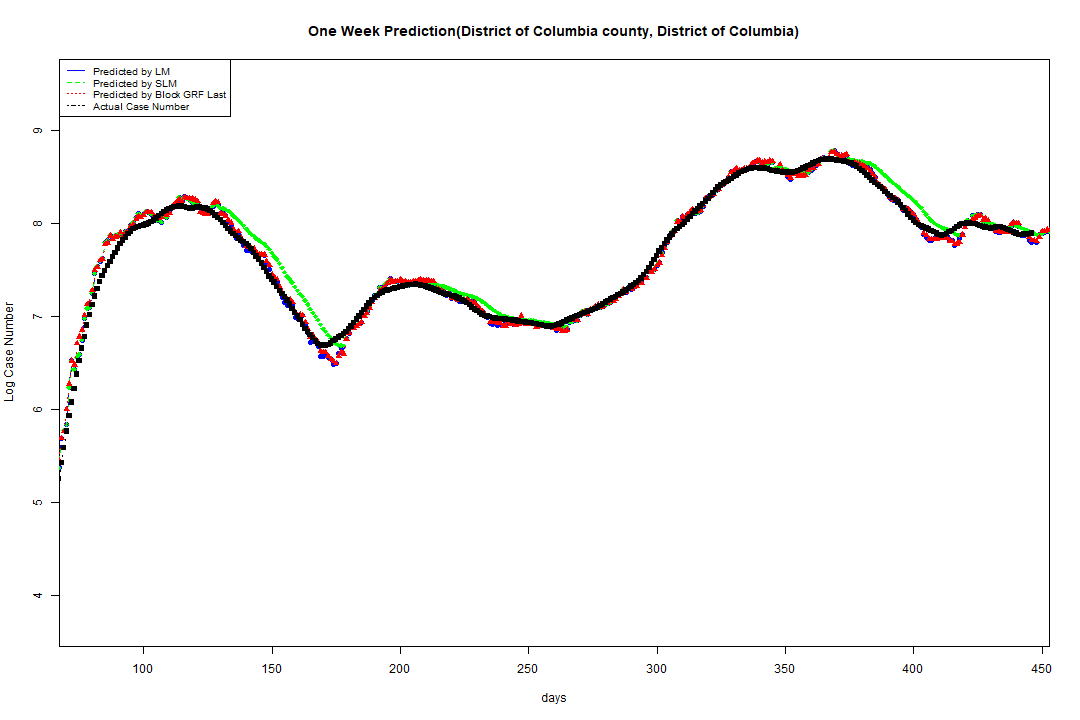 One Week Prediction(District of Columbia county, District of Columbia)
Predicted by LM
Predicted by SLM
Predicted by Block GRF Last
Actual Case Number
9
8
7
6
5
4
Log Case Number
100 150 200 250 300 350 400 450
days